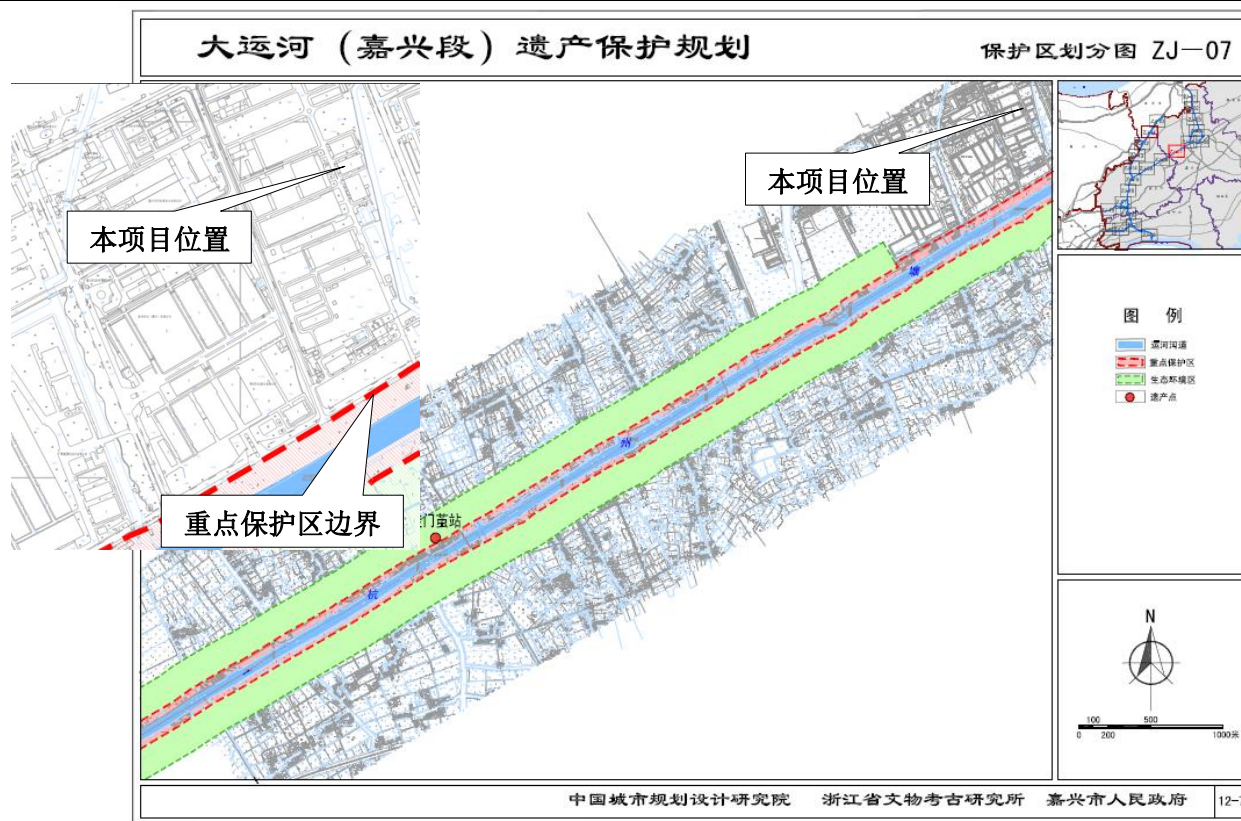 大运河（嘉兴段）遗产保护规划
保护区划分图 ZJ—07
本项目位置
本项目位置
塘
州
重点保护区边界
杭
图 例
运河河道
重点保护区
生态环境区
遗产点
N
100 500
0 200 1000米
中国城市规划设计研究院 浙江省文物考古研究所 嘉兴市人民政府